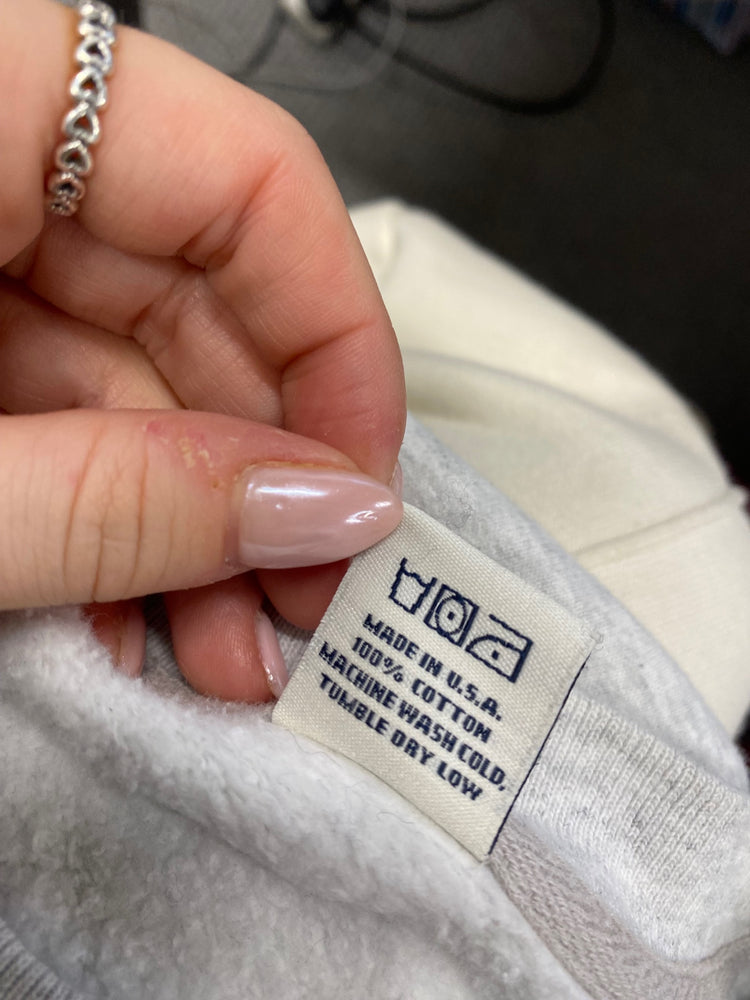 MADE IN U.S.A.
100% COTTON
MACHINE WASH COLD,
TUMBLE DRY LOW